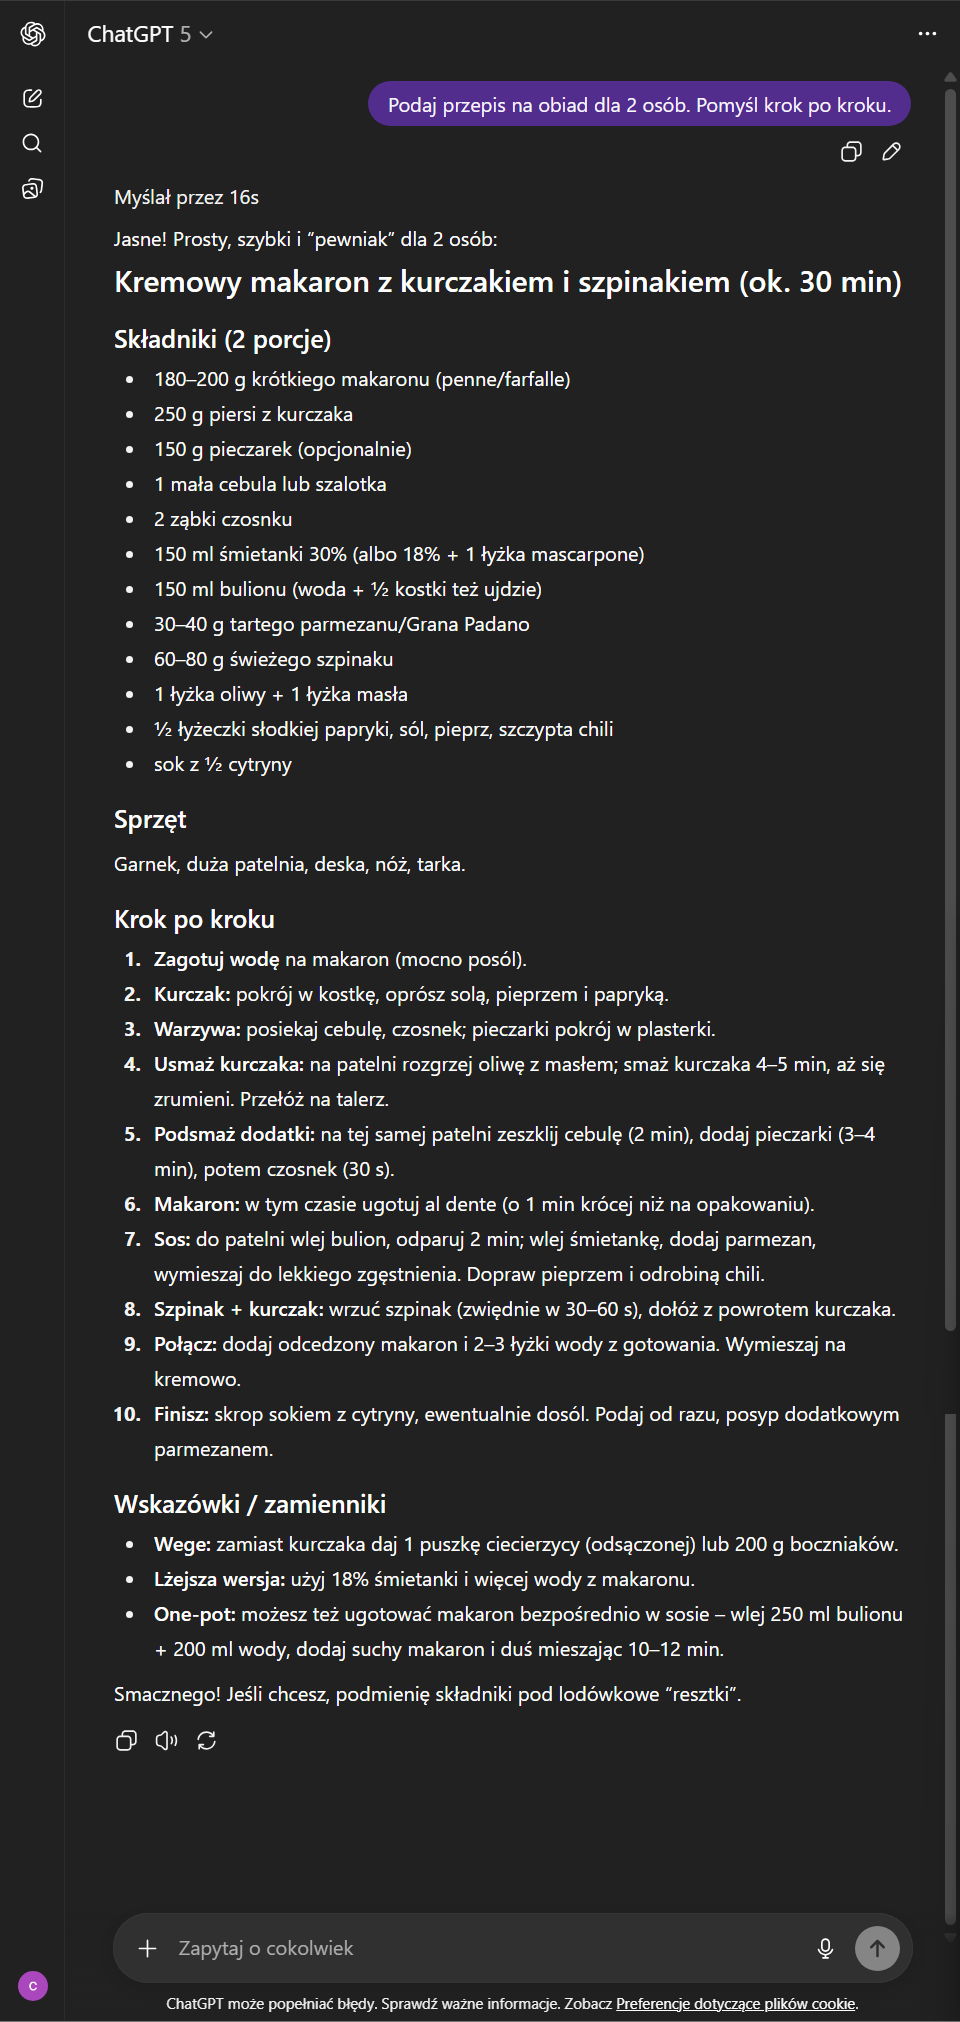 ChatGPT 5
Podaj przepis na obiad dla 2 osób. Pomyśl krok po kroku.
Myślał przez 16s
Jasne! Prosty, szybki i “pewniak” dla 2 osób:
Kremowy makaron z kurczakiem i szpinakiem (ok. 30 min)
Składniki (2 porcje)
• 180–200 g krótkiego makaronu (penne/farfalle)
• 250 g piersi z kurczaka
• 150 g pieczarek (opcjonalnie)
• 1 mała cebula lub szalotka
• 2 ząbki czosnku
• 150 ml śmietanki 30% (albo 18% + 1 łyżka mascarpone)
• 150 ml bulionu (woda + ½ kostki też ujdzie)
• 30–40 g tartego parmezanu/Grana Padano
• 60–80 g świeżego szpinaku
• 1 łyżka oliwy + 1 łyżka masła
• ½ łyżeczki słodkiej papryki, sól, pieprz, szczypta chili
• sok z ½ cytryny
Sprzęt
Garnek, duża patelnia, deska, nóż, tarka.
Krok po kroku
1. Zagotuj wodę na makaron (mocno posól).
2. Kurczak: pokrój w kostkę, oprósz solą, pieprzem i papryką.
3. Warzywa: posiekaj cebulę, czosnek; pieczarki pokrój w plasterki.
4. Usmaż kurczaka: na patelni rozgrzej oliwę z masłem; smaż kurczaka 4–5 min, aż się
zrumieni. Przełóż na talerz.
5. Podsmaż dodatki: na tej samej patelni zeszklij cebulę (2 min), dodaj pieczarki (3–4
min), potem czosnek (30 s).
6. Makaron: w tym czasie ugotuj al dente (o 1 min krócej niż na opakowaniu).
7. Sos: do patelni wlej bulion, odparuj 2 min; wlej śmietankę, dodaj parmezan,
wymieszaj do lekkiego zgęstnienia. Dopraw pieprzem i odrobiną chili.
8. Szpinak + kurczak: wrzuć szpinak (zwiędnie w 30–60 s), dołóż z powrotem kurczaka.
9. Połącz: dodaj odcedzony makaron i 2–3 łyżki wody z gotowania. Wymieszaj na
kremowo.
10. Finisz: skrop sokiem z cytryny, ewentualnie dosól. Podaj od razu, posyp dodatkowym
parmezanem.
Wskazówki / zamienniki
• Wege: zamiast kurczaka daj 1 puszkę ciecierzycy (odsączonej) lub 200 g boczniaków.
• Lżejsza wersja: użyj 18% śmietanki i więcej wody z makaronu.
• One-pot: możesz też ugotować makaron bezpośrednio w sosie – wlej 250 ml bulionu
+ 200 ml wody, dodaj suchy makaron i duś mieszając 10–12 min.
Smacznego! Jeśli chcesz, podmienię składniki pod lodówkowe “resztki”.
Zapytaj o cokolwiek
C
ChatGPT może popełniać błędy. Sprawdź ważne informacje. Zobacz Preferencje dotyczące plików cookie.